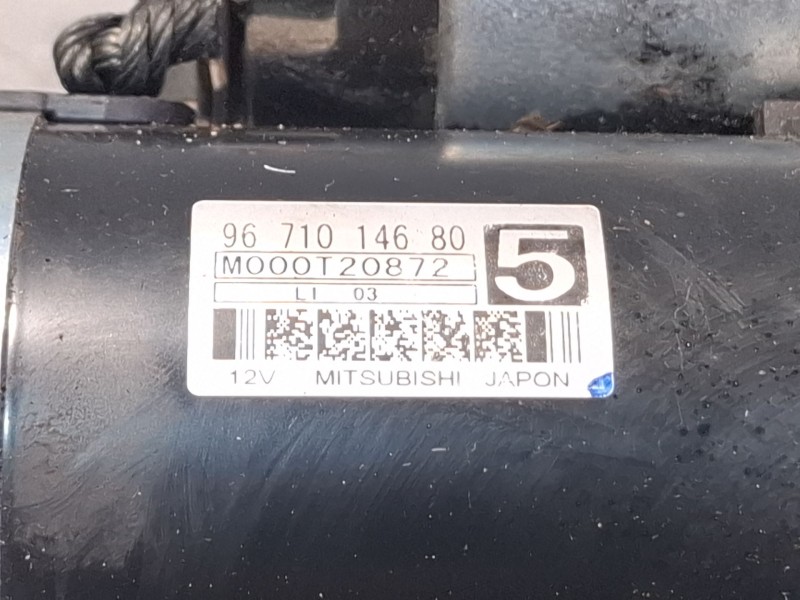 96 710 146 80
5
M000T20872
LI 03
12V MITSUBISHI JAPON